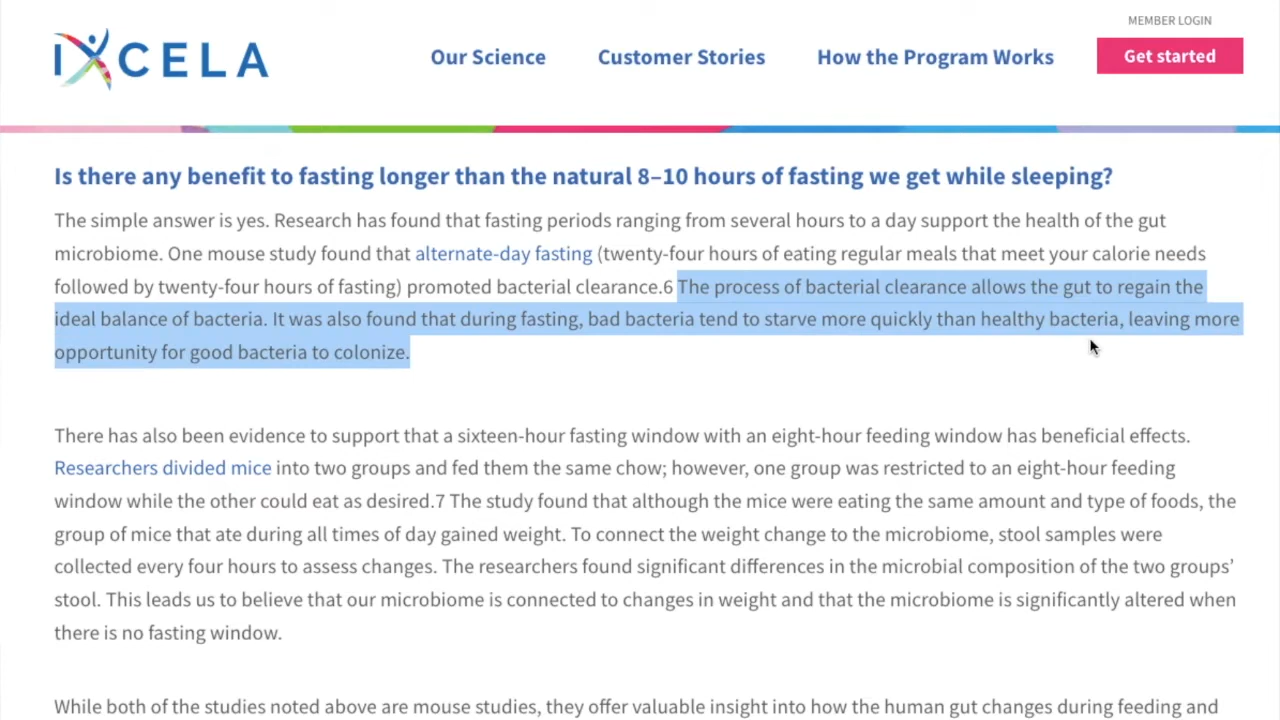 MEMBER LOGIN
IXCELA
Our Science
Customer Stories
How the Program Works
Get started
Is there any benefit to fasting longer than the natural 8–10 hours of fasting we get while sleeping?
The simple answer is yes. Research has found that fasting periods ranging from several hours to a day support the health of the gut
microbiome. One mouse study found that alternate-day fasting (twenty-four hours of eating regular meals that meet your calorie needs
followed by twenty-four hours of fasting) promoted bacterial clearance.6 The process of bacterial clearance allows the gut to regain the
ideal balance of bacteria. It was also found that during fasting, bad bacteria tend to starve more quickly than healthy bacteria, leaving more
opportunity for good bacteria to colonize.
There has also been evidence to support that a sixteen-hour fasting window with an eight-hour feeding window has beneficial effects.
Researchers divided mice into two groups and fed them the same chow; however, one group was restricted to an eight-hour feeding
window while the other could eat as desired.7 The study found that although the mice were eating the same amount and type of foods, the
group of mice that ate during all times of day gained weight. To connect the weight change to the microbiome, stool samples were
collected every four hours to assess changes. The researchers found significant differences in the microbial composition of the two groups’
stool. This leads us to believe that our microbiome is connected to changes in weight and that the microbiome is significantly altered when
there is no fasting window.
While both of the studies noted above are mouse studies, they offer valuable insight into how the human gut changes during feeding and